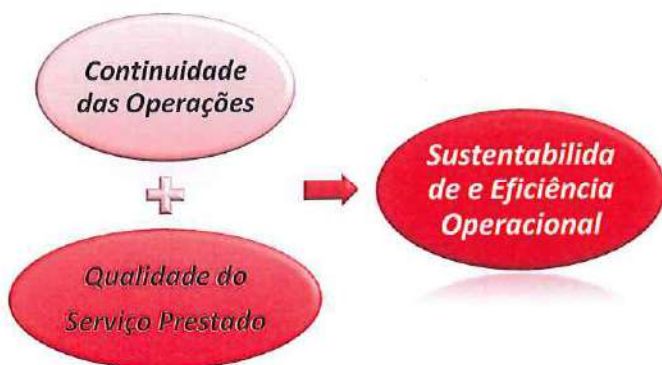 Continuidade
das Operações
Qualidade do
Serviço Prestado
Sustentabilida
de e Eficiência
Operacional